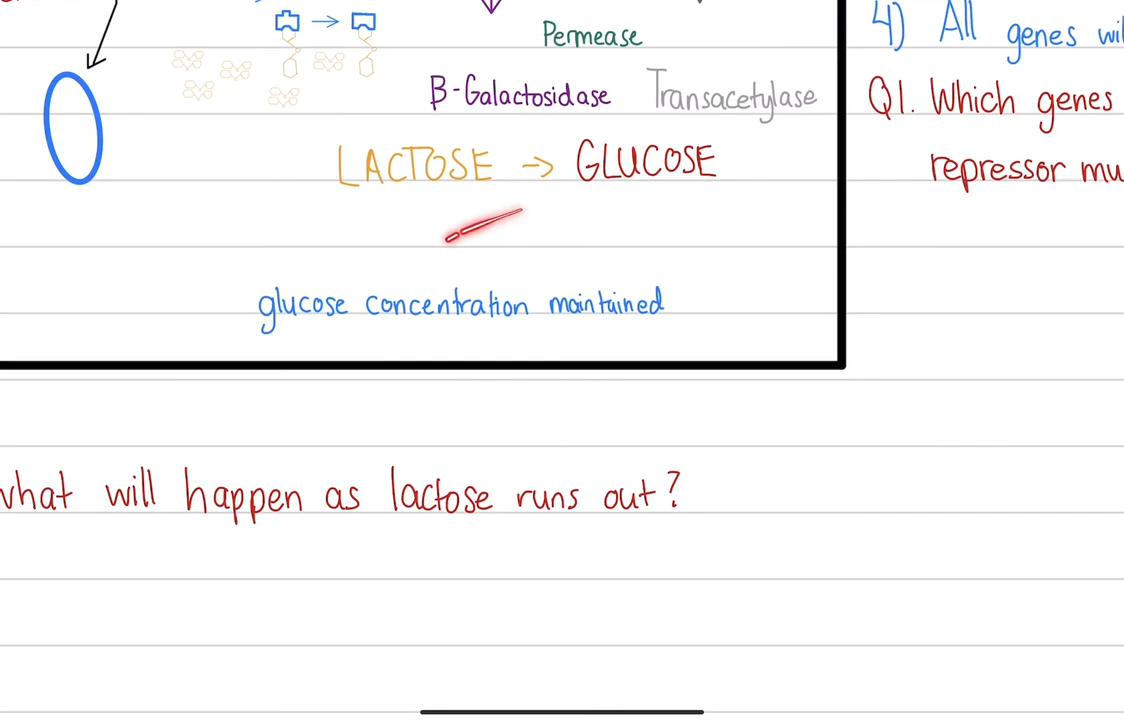 Permease
β-Galactosidase Transacetylase
LACTOSE → GLUCOSE
glucose concentration maintained
what will happen as lactose runs out?
4) All genes wil
Q1. Which genes
repressor mu